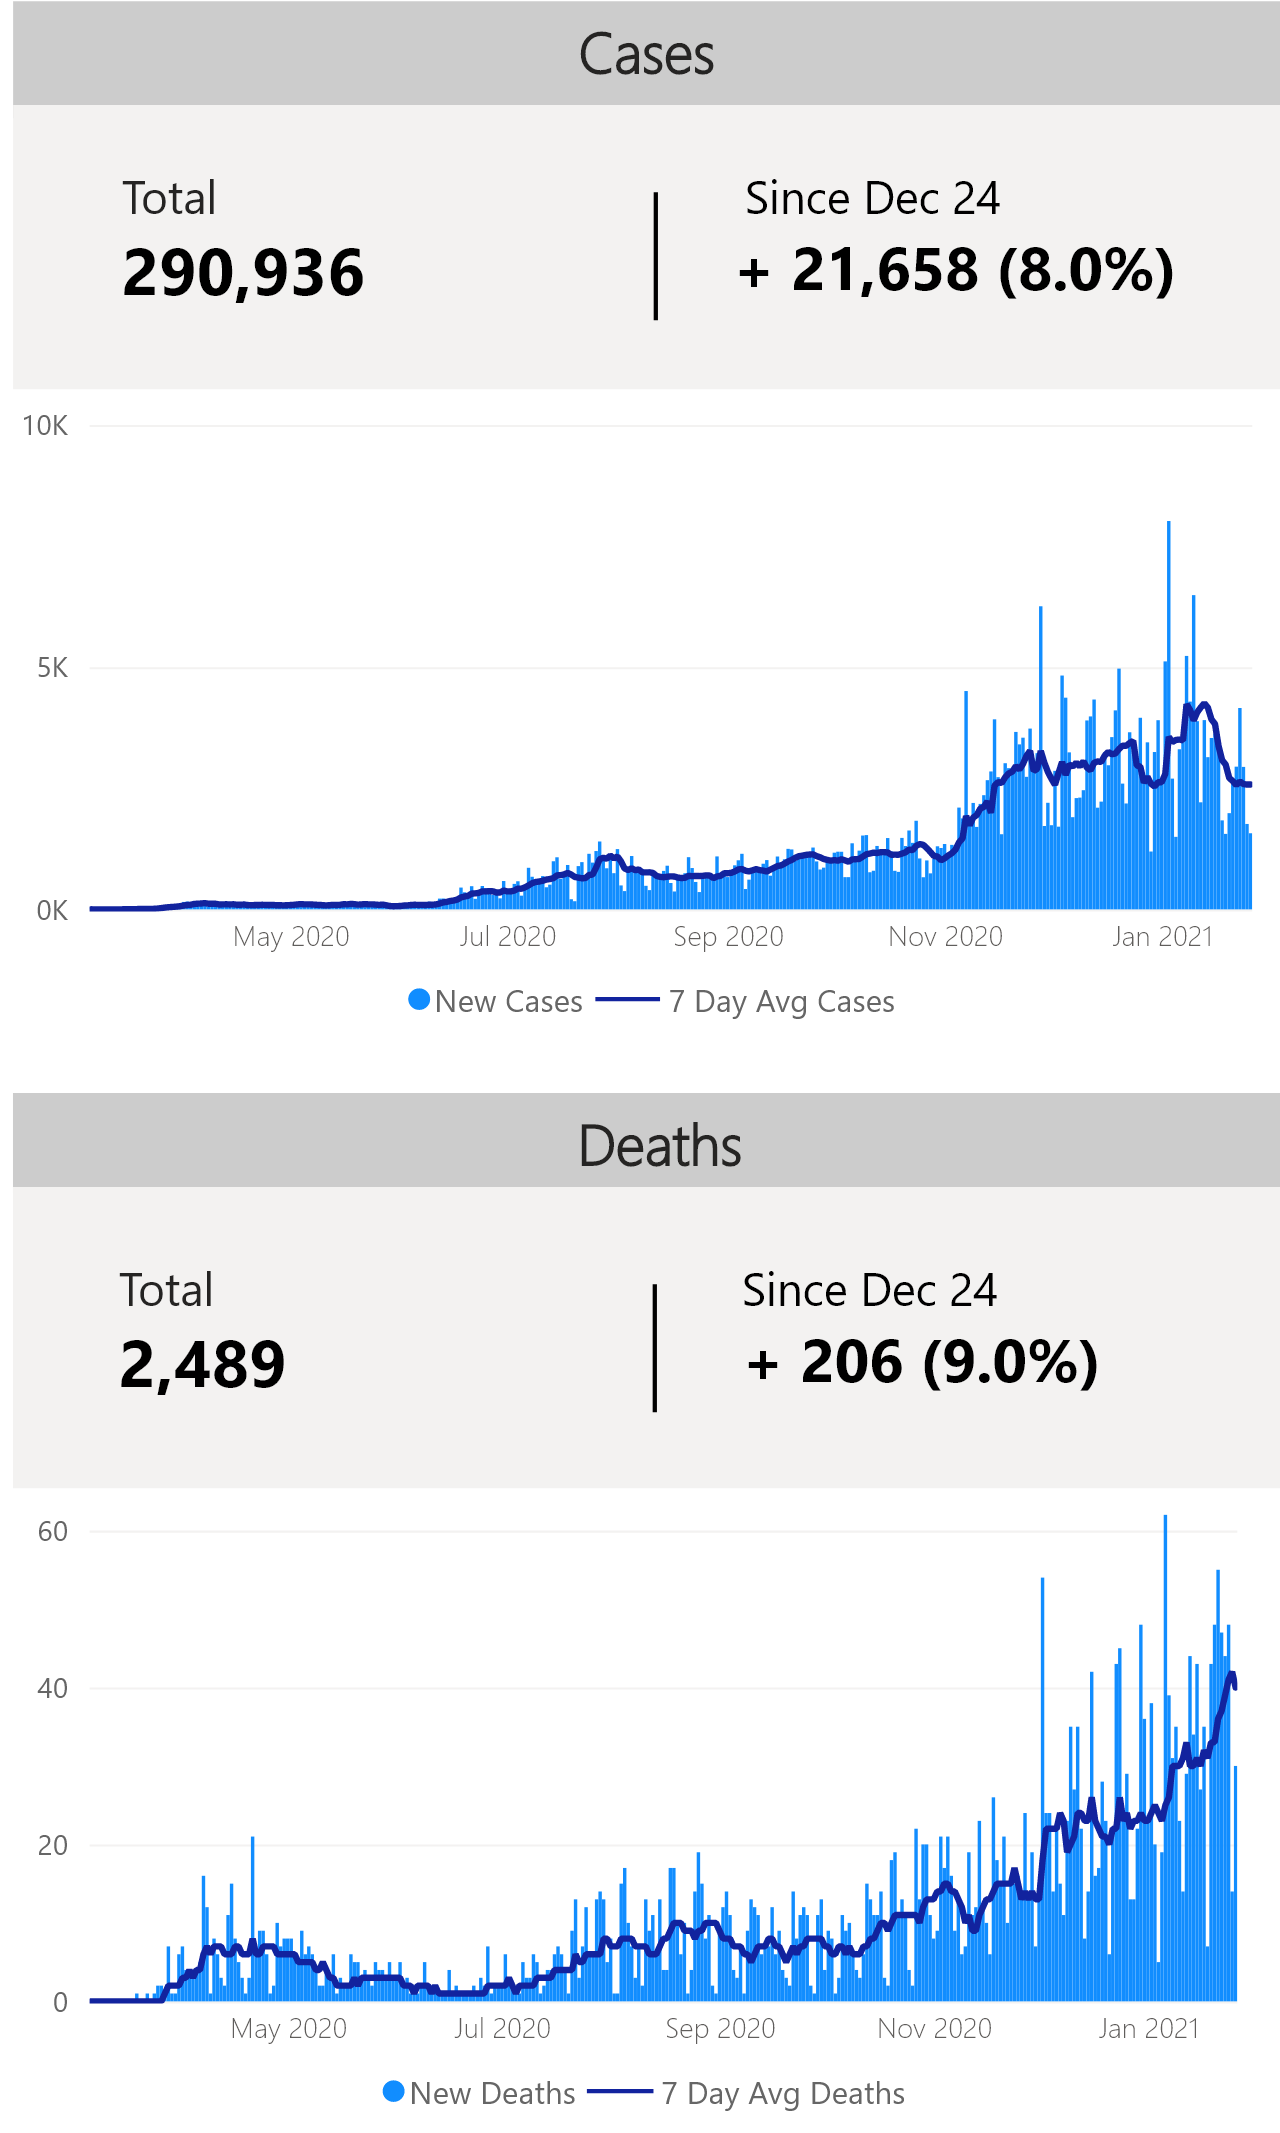 Cases
Total
Since Dec 24
290,936
+ 21,658 (8.0%)
10K
5K
0K
May 2020
Jul 2020
Sep 2020
Nov 2020
Jan 2021
New Cases
7 Day Avg Cases
Deaths
Total
Since Dec 24
2,489
+ 206 (9.0%)
60
40
20
0
May 2020
Jul 2020
Sep 2020
Nov 2020
Jan 2021
New Deaths
7 Day Avg Deaths